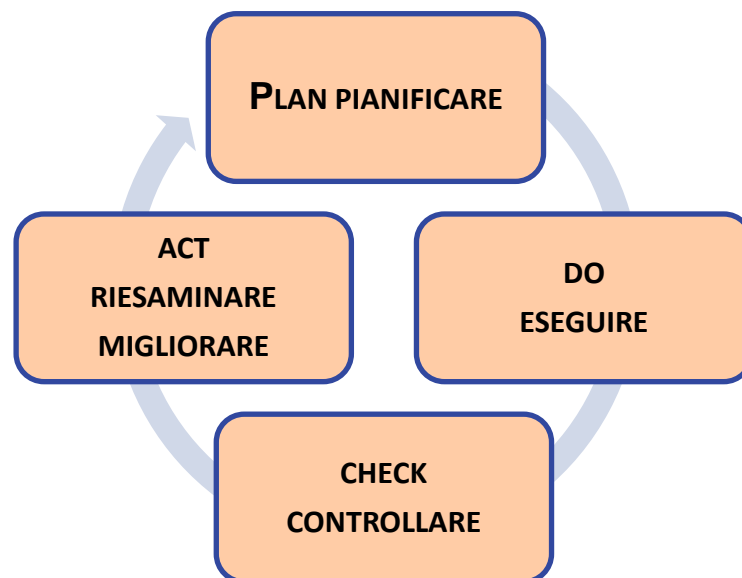 PLAN PIANIFICARE
DO
ESEGUIRE
CHECK
CONTROLLARE
ACT
RIESAMINARE
MIGLIORARE